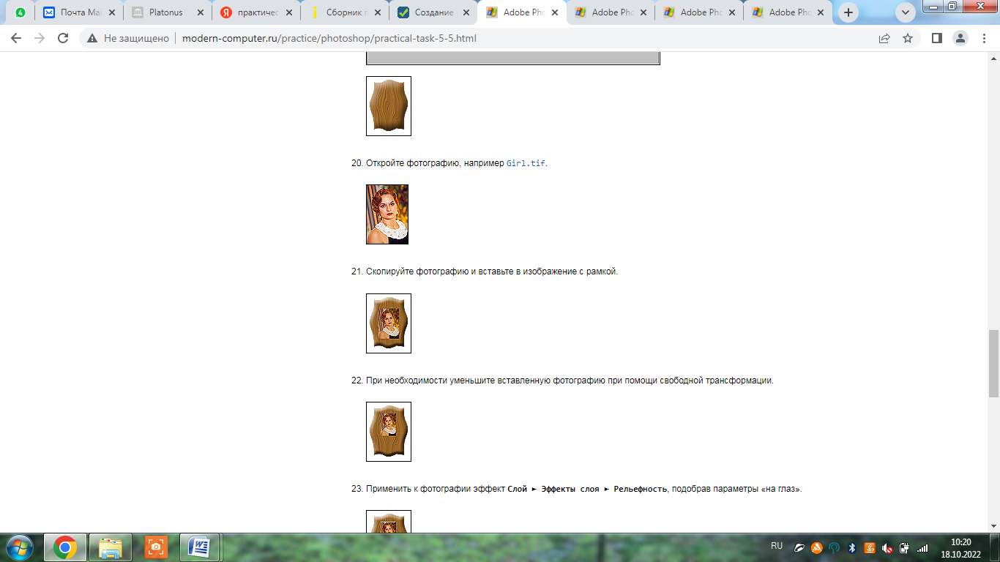 4
Почта Mai
Platonus
практичес
Сборник п
Создание
Adobe Pho
Adobe Pho
Adobe Pho
Adobe Pho
Не защищено
modern-computer.ru/practice/photoshop/practical-task-5-5.html
20. Откройте фотографию, например Girl.tif.
21. Скопируйте фотографию и вставьте в изображение с рамкой.
22. При необходимости уменьшите вставленную фотографию при помощи свободной трансформации.
23. Применить к фотографии эффект Слой ► Эффекты слоя ► Рельефность, подобрав параметры «на глаз».
RU
10:20
18.10.2022